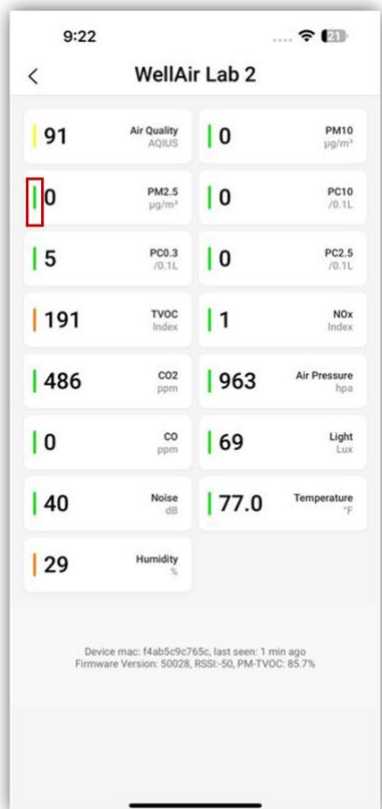 9:22
21
WellAir Lab 2
91 Air Quality AQIUS
0 PM10 µg/m³
0 PM2.5 µg/m³
0 PC10 /0.1L
5 PC0.3 /0.1L
0 PC2.5 /0.1L
191 TVOC Index
1 NOx Index
486 CO2 ppm
963 Air Pressure hpa
0 CO ppm
69 Light Lux
40 Noise dB
77.0 Temperature °F
29 Humidity %
Device mac: f4ab5c9c765c, last seen: 1 min ago
Firmware Version: 50028, RSSI:-50, PM-TVOC: 85.7%